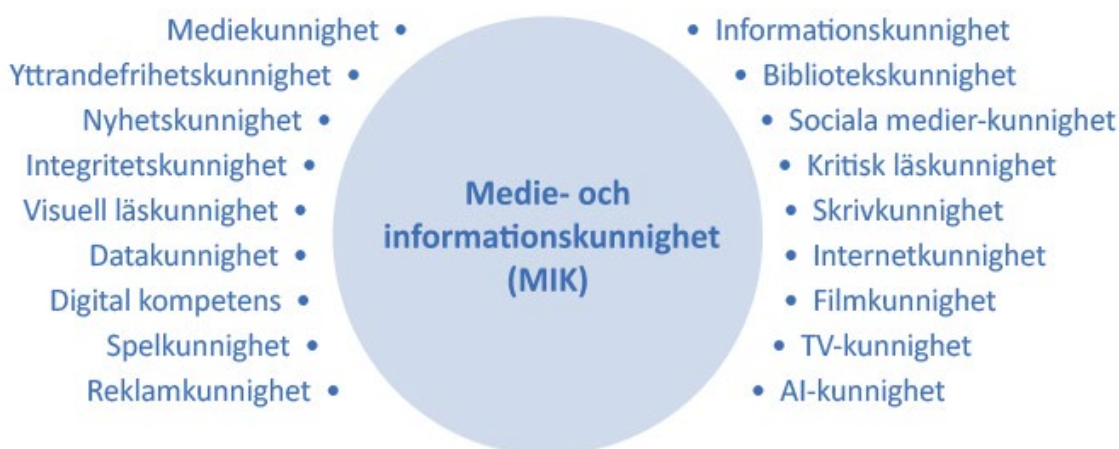 Mediekunnighet •
Yttrandefrihetskunnighet •
Nyhetskunnighet •
Integritetskunnighet •
Visuell läskunnighet •
Datakunnighet •
Digital kompetens •
Spelkunnighet •
Reklamkunnighet •
Medie- och
informationskunnighet
(MIK)
• Informationskunnighet
• Bibliotekskunnighet
• Sociala medier-kunnighet
• Kritisk läskunnighet
• Skrivkunnighet
• Internetkunnighet
• Filmkunnighet
• TV-kunnighet
• AI-kunnighet